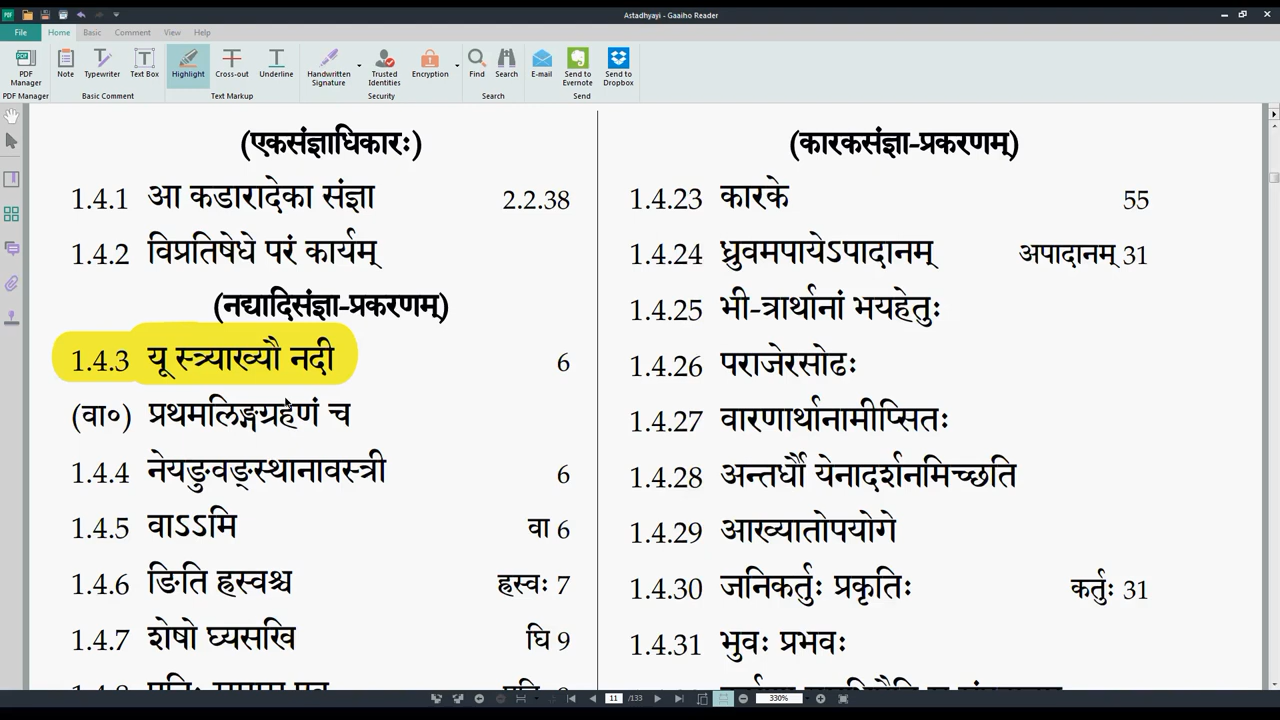 Astadhyayi - Gaaiho Reader
File Home Basic Comment View Help
PDF Manager Note Typewriter Text Box Highlight Cross-out Underline Handwritten Signature Trusted Identities Encryption Find Search E-mail Send to Evernote Send to Dropbox
PDF Manager Basic Comment Text Markup Security Search Send
(एकसंज्ञाधिकारः)
1.4.1 आ कडारादेका संज्ञा 2.2.38
1.4.2 विप्रतिषेधे परं कार्यम्
(नद्यादिसंज्ञा-प्रकरणम्)
1.4.3 यू स्त्र्याख्यौ नदी 6
(वा०) प्रथमलिङ्गग्रहणं च
1.4.4 नेयङुवङ्स्थानावस्त्री 6
1.4.5 वाऽऽमि वा 6
1.4.6 ङिति ह्रस्वश्च ह्रस्वः 7
1.4.7 शेषो घ्यसखि घि 9
(कारकसंज्ञा-प्रकरणम्)
1.4.23 कारके 55
1.4.24 ध्रुवमपायेऽपादानम् अपादानम् 31
1.4.25 भी-त्रार्थानां भयहेतुः
1.4.26 पराजेरसोढः
1.4.27 वारणार्थानामीप्सितः
1.4.28 अन्तर्धौ येनादर्शनमिच्छति
1.4.29 आख्यातोपयोगे
1.4.30 जनिकर्तुः प्रकृतिः कर्तुः 31
1.4.31 भुवः प्रभवः
11 /133 330%